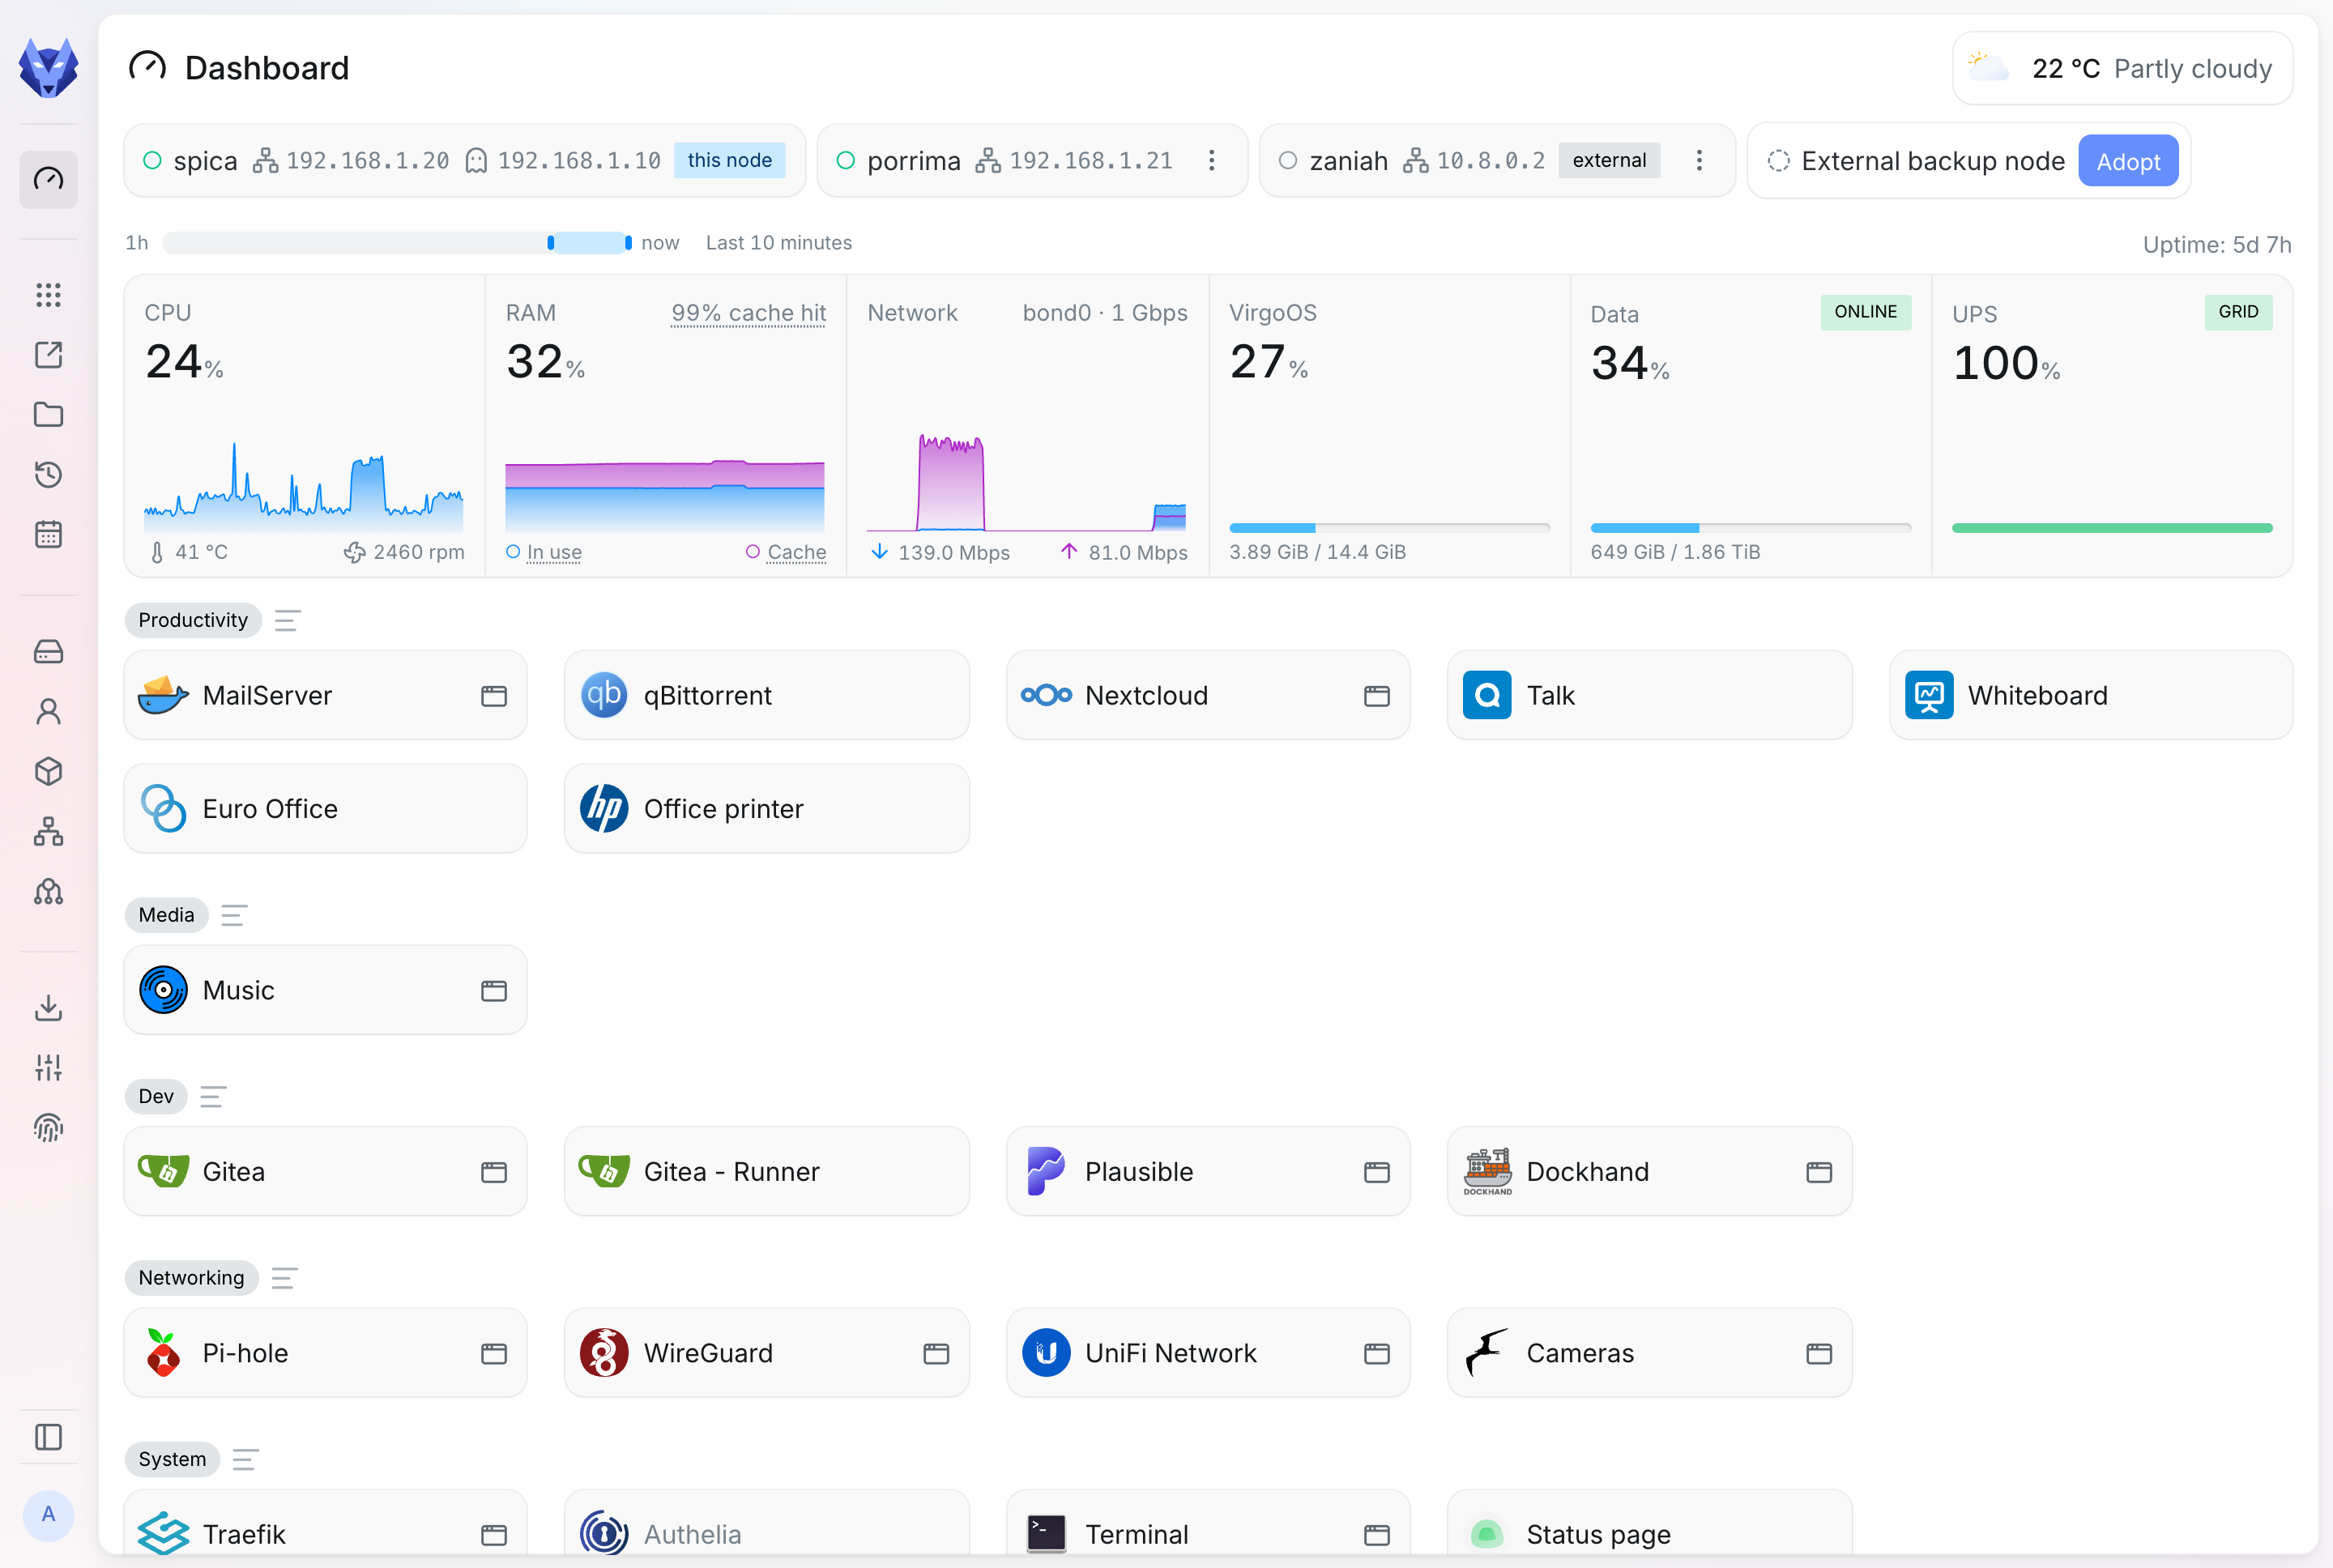 Dashboard
22 °C Partly cloudy
spica 192.168.1.20 192.168.1.10 this node
porrima 192.168.1.21
zaniah 10.8.0.2 external
External backup node Adopt
1h now Last 10 minutes
Uptime: 5d 7h
CPU
24%
41 °C 2460 rpm
RAM 99% cache hit
32%
In use Cache
Network bond0 · 1 Gbps
139.0 Mbps 81.0 Mbps
VirgoOS
27%
3.89 GiB / 14.4 GiB
Data ONLINE
34%
649 GiB / 1.86 TiB
UPS GRID
100%
Productivity
MailServer
qb qBittorrent
Nextcloud
Talk
Whiteboard
Euro Office
hp Office printer
Media
Music
Dev
Gitea
Gitea - Runner
Plausible
DOCKHAND Dockhand
Networking
Pi-hole
WireGuard
U UniFi Network
Cameras
System
Traefik
Authelia
>_ Terminal
Status page
A